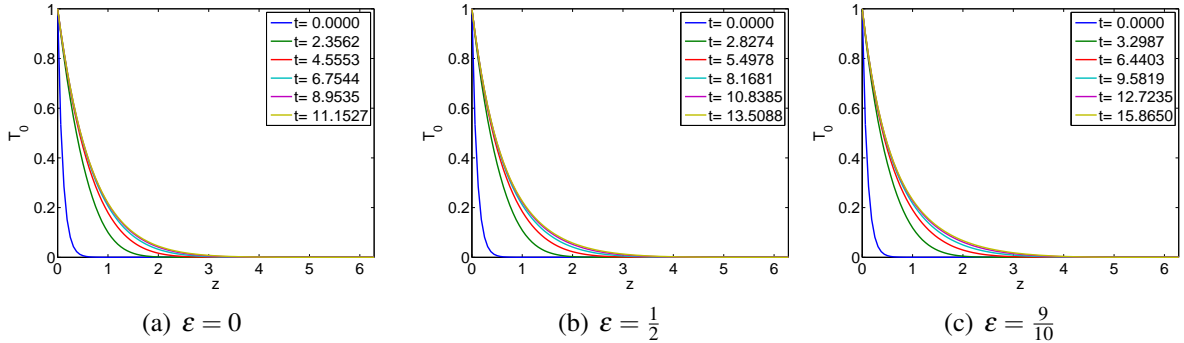 1
0.8
0.6
0.4
0.2
0
T_0
0 1 2 3 4 5 6
z
t= 0.0000
t= 2.3562
t= 4.5553
t= 6.7544
t= 8.9535
t= 11.1527
(a) ε = 0
1
0.8
0.6
0.4
0.2
0
T_0
0 1 2 3 4 5 6
z
t= 0.0000
t= 2.8274
t= 5.4978
t= 8.1681
t= 10.8385
t= 13.5088
(b) ε = 1/2
1
0.8
0.6
0.4
0.2
0
T_0
0 1 2 3 4 5 6
z
t= 0.0000
t= 3.2987
t= 6.4403
t= 9.5819
t= 12.7235
t= 15.8650
(c) ε = 9/10